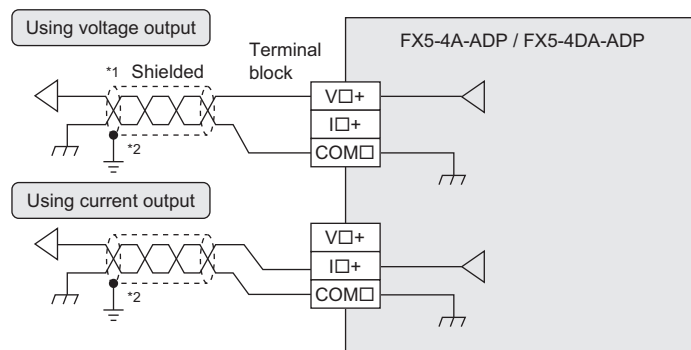 Using voltage output
FX5-4A-ADP / FX5-4DA-ADP
Terminal
block
*1 Shielded
V□+
I□+
COM□
*2
Using current output
V□+
I□+
COM□
*2